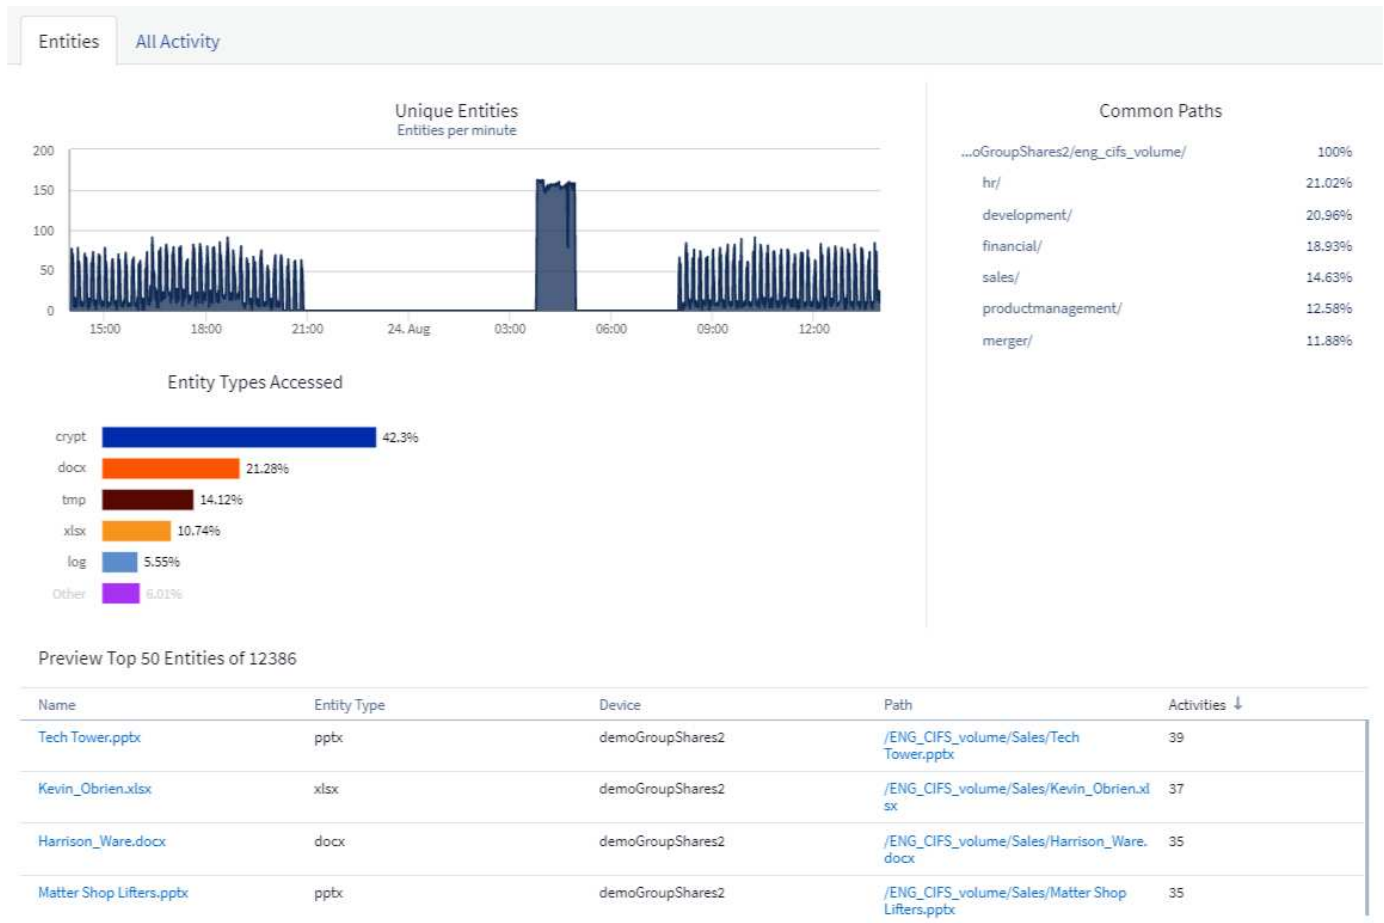 Entities All Activity
Unique Entities
Entities per minute
200
150
100
50
0
15:00 18:00 21:00 24. Aug 03:00 06:00 09:00 12:00
Common Paths
...oGroupShares2/eng_cifs_volume/ 100%
hr/ 21.02%
development/ 20.96%
financial/ 18.93%
sales/ 14.63%
productmanagement/ 12.58%
merger/ 11.88%
Entity Types Accessed
crypt 42.3%
docx 21.28%
tmp 14.12%
xlsx 10.74%
log 5.55%
Other 6.01%
Preview Top 50 Entities of 12386
Name Entity Type Device Path Activities ↓
Tech Tower.pptx pptx demoGroupShares2 /ENG_CIFS_volume/Sales/Tech 39
Tower.pptx
Kevin_Obrien.xlsx xlsx demoGroupShares2 /ENG_CIFS_volume/Sales/Kevin_Obrien.xl 37
sx
Harrison_Ware.docx docx demoGroupShares2 /ENG_CIFS_volume/Sales/Harrison_Ware. 35
docx
Matter Shop Lifters.pptx pptx demoGroupShares2 /ENG_CIFS_volume/Sales/Matter Shop 35
Lifters.pptx